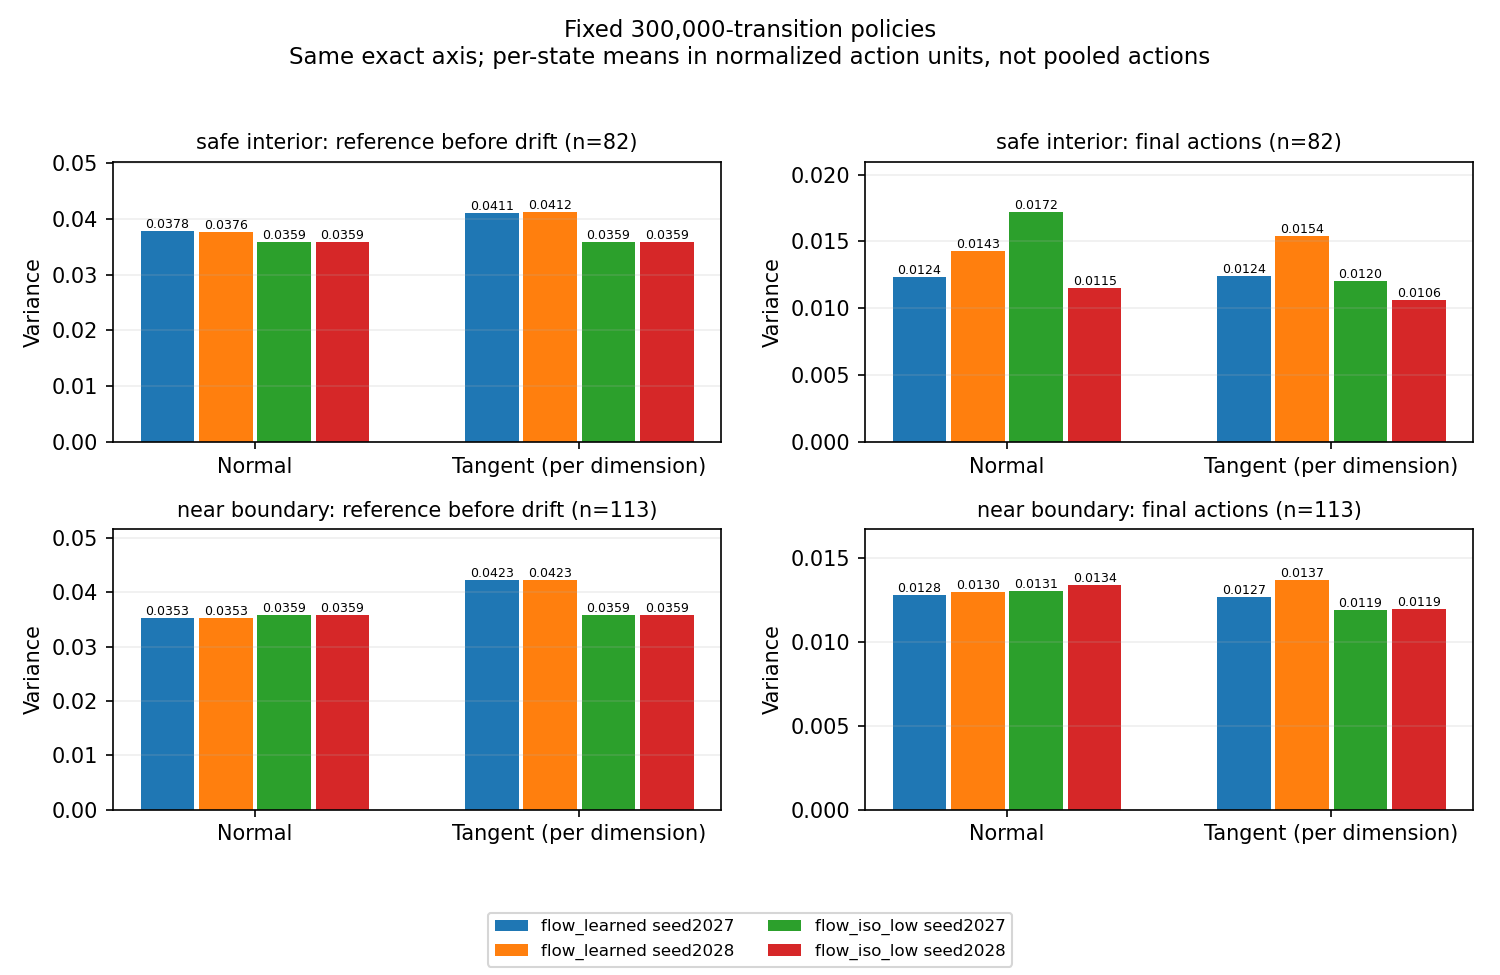 Fixed 300,000-transition policies
Same exact axis; per-state means in normalized action units, not pooled actions
safe interior: reference before drift (n=82)
Variance
0.05
0.04
0.03
0.02
0.01
0.00
0.0378
0.0376
0.0359
0.0359
0.0411
0.0412
0.0359
0.0359
Normal
Tangent (per dimension)
safe interior: final actions (n=82)
Variance
0.020
0.015
0.010
0.005
0.000
0.0124
0.0143
0.0172
0.0115
0.0124
0.0154
0.0120
0.0106
Normal
Tangent (per dimension)
near boundary: reference before drift (n=113)
Variance
0.05
0.04
0.03
0.02
0.01
0.00
0.0353
0.0353
0.0359
0.0359
0.0423
0.0423
0.0359
0.0359
Normal
Tangent (per dimension)
near boundary: final actions (n=113)
Variance
0.015
0.010
0.005
0.000
0.0128
0.0130
0.0131
0.0134
0.0127
0.0137
0.0119
0.0119
Normal
Tangent (per dimension)
flow_learned seed2027
flow_learned seed2028
flow_iso_low seed2027
flow_iso_low seed2028